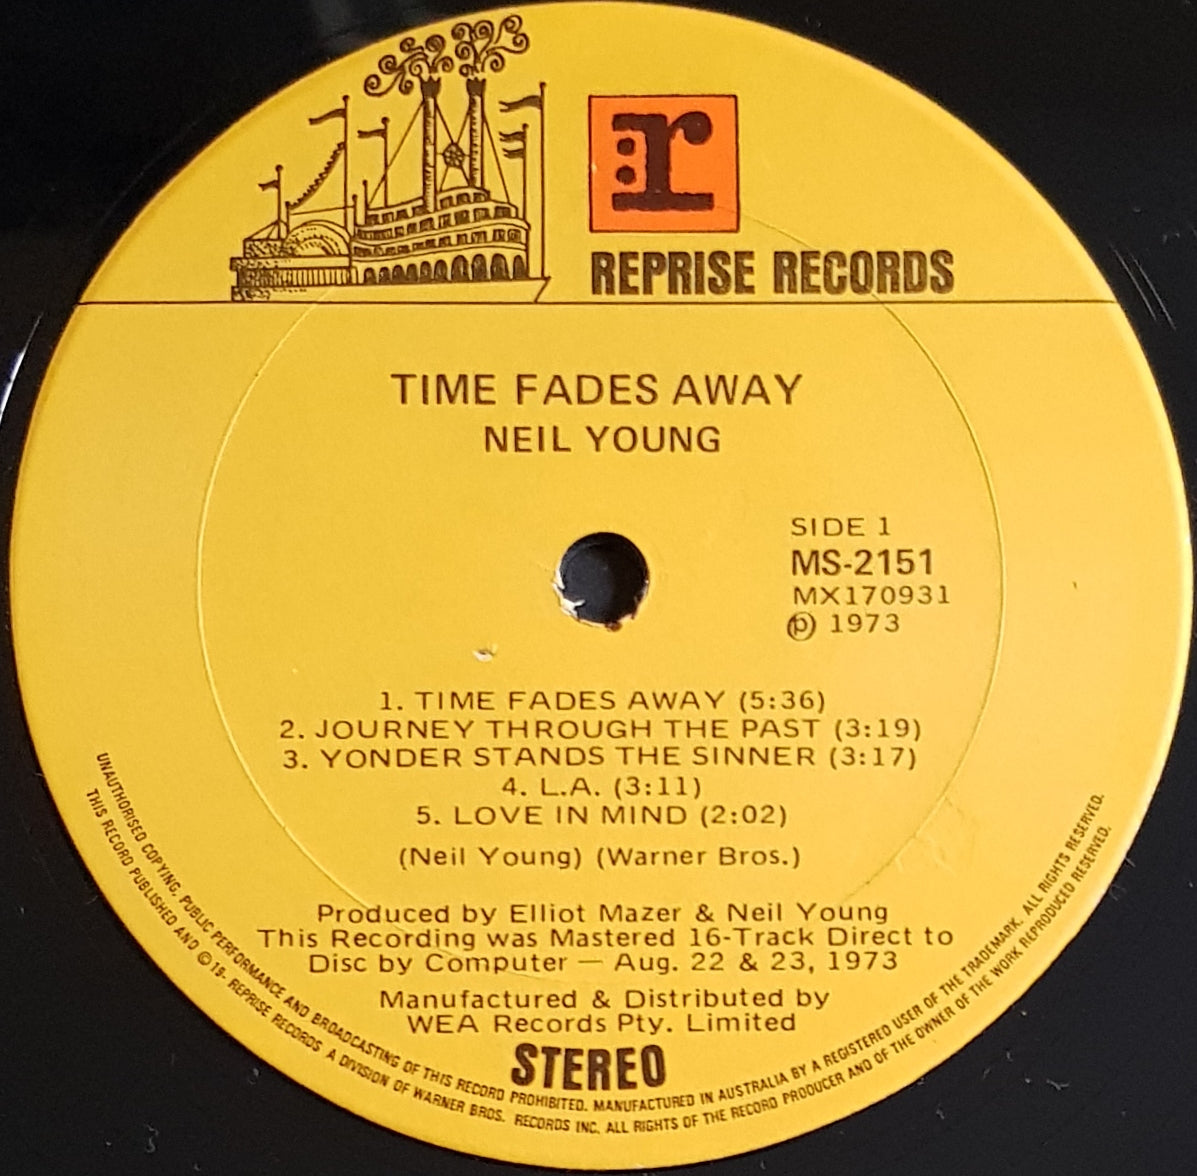 :r
REPRISE RECORDS
TIME FADES AWAY
NEIL YOUNG
SIDE 1
MS-2151
MX170931
Ⓟ 1973
1. TIME FADES AWAY (5:36)
2. JOURNEY THROUGH THE PAST (3:19)
3. YONDER STANDS THE SINNER (3:17)
4. L.A. (3:11)
5. LOVE IN MIND (2:02)
(Neil Young) (Warner Bros.)
Produced by Elliot Mazer & Neil Young
This Recording was Mastered 16-Track Direct to
Disc by Computer — Aug. 22 & 23, 1973
Manufactured & Distributed by
WEA Records Pty. Limited
STEREO
UNAUTHORISED COPYING, PUBLIC PERFORMANCE AND BROADCASTING OF THIS RECORD PROHIBITED. MANUFACTURED IN AUSTRALIA BY A REGISTERED USER OF THE TRADEMARK. ALL RIGHTS RESERVED.
THIS RECORD PUBLISHED AND © 19- REPRISE RECORDS A DIVISION OF WARNER BROS. RECORDS INC. ALL RIGHTS OF THE RECORD PRODUCER AND OF THE OWNER OF THE WORK REPRODUCED RESERVED.